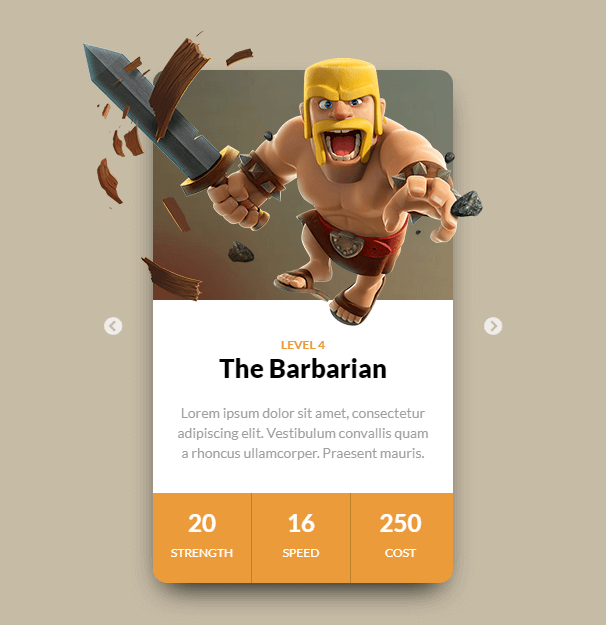 LEVEL 4
The Barbarian
Lorem ipsum dolor sit amet, consectetur
adipiscing elit. Vestibulum convallis quam
a rhoncus ullamcorper. Praesent mauris.
20 16 250
STRENGTH SPEED COST